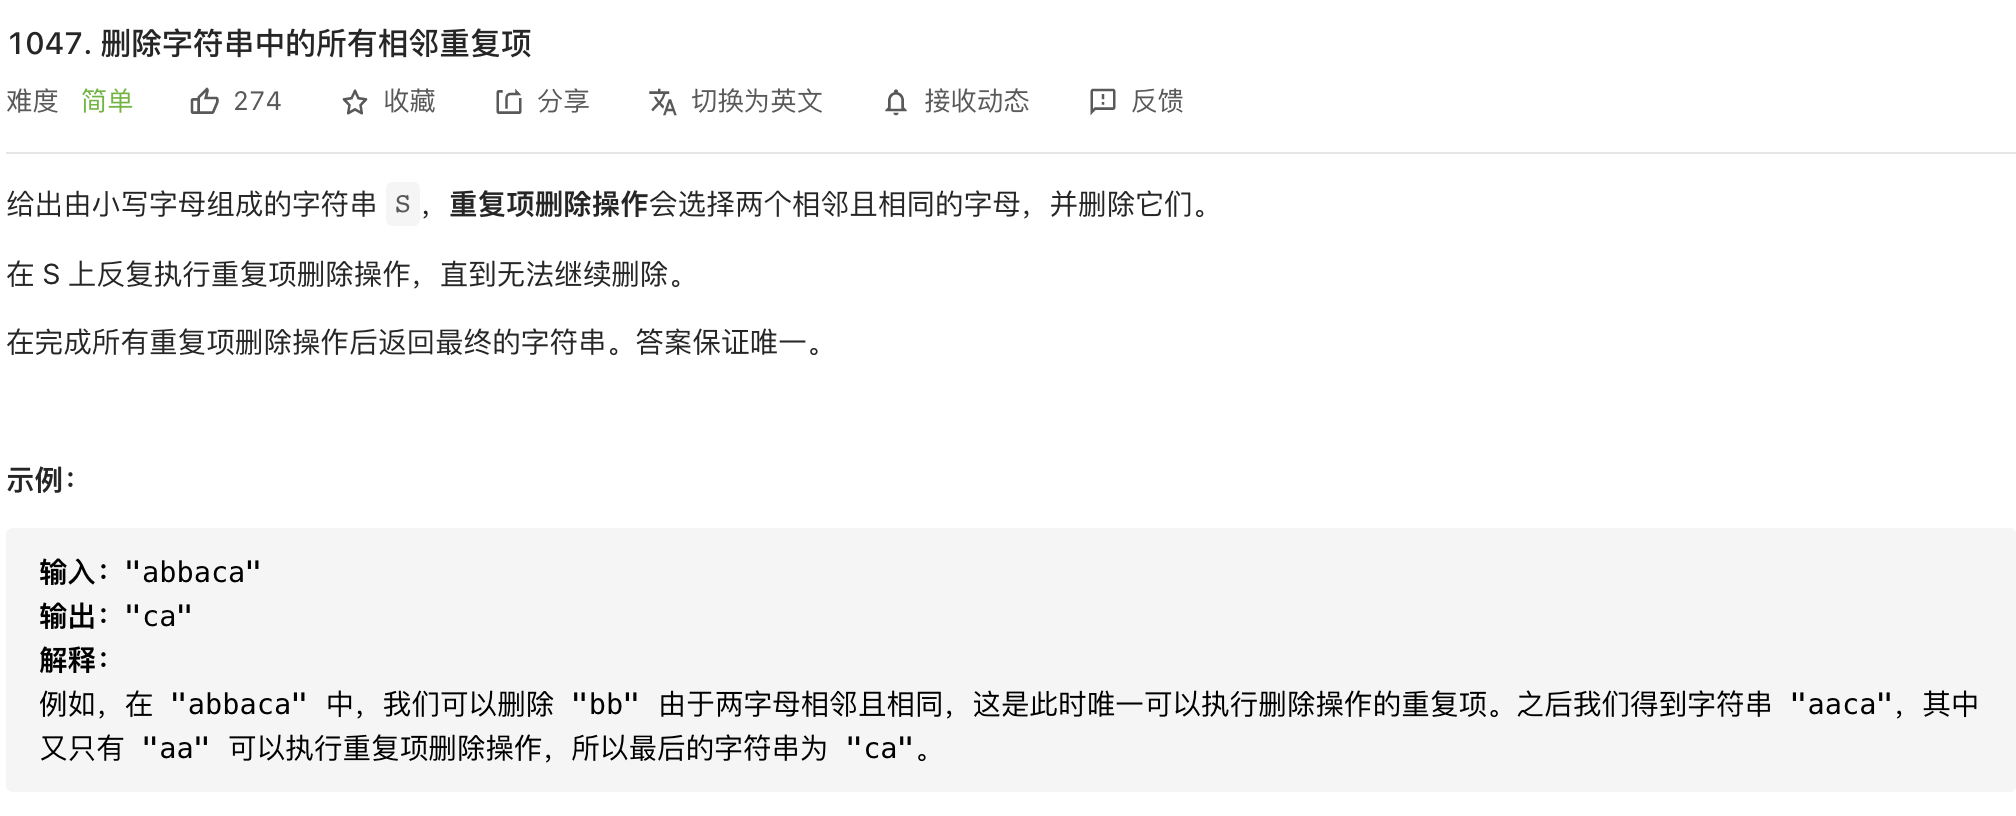 1047. 删除字符串中的所有相邻重复项
难度 简单 274 收藏 分享 切换为英文 接收动态 反馈
给出由小写字母组成的字符串 S，重复项删除操作会选择两个相邻且相同的字母，并删除它们。
在 S 上反复执行重复项删除操作，直到无法继续删除。
在完成所有重复项删除操作后返回最终的字符串。答案保证唯一。
示例：
输入："abbaca"
输出："ca"
解释：
例如，在 "abbaca" 中，我们可以删除 "bb" 由于两字母相邻且相同，这是此时唯一可以执行删除操作的重复项。之后我们得到字符串 "aaca"，其中
又只有 "aa" 可以执行重复项删除操作，所以最后的字符串为 "ca"。